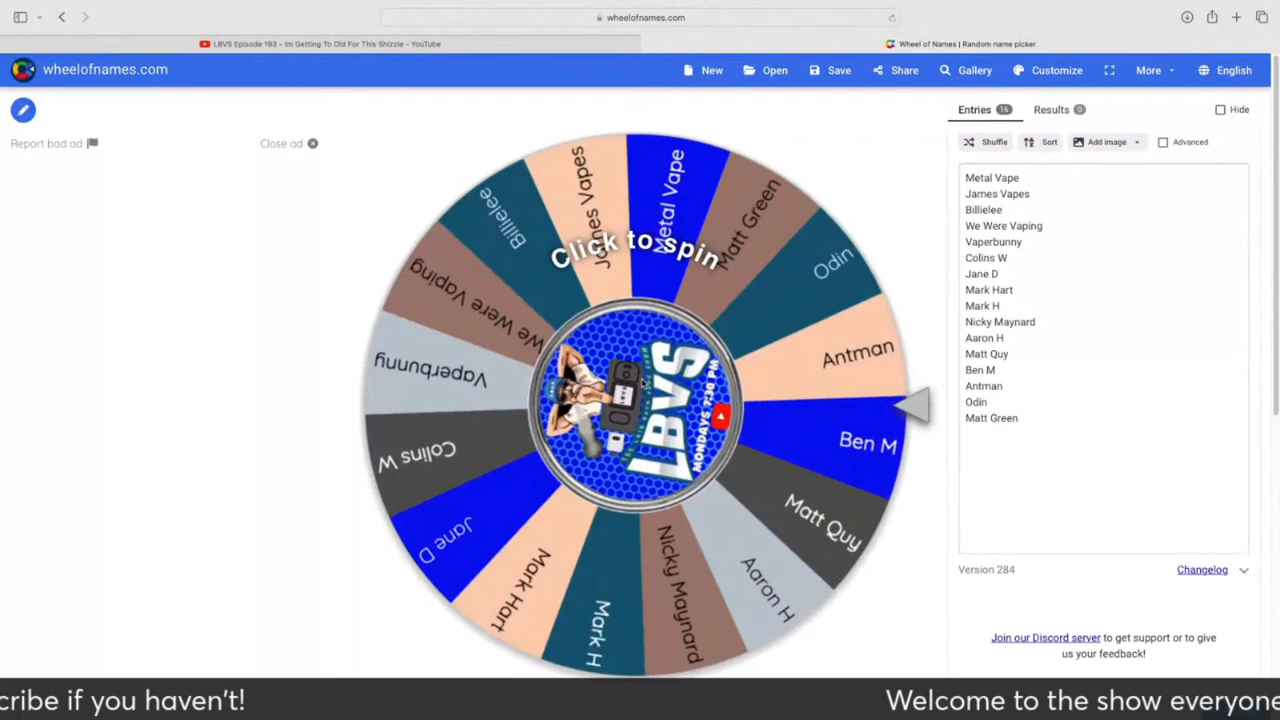 wheelofnames.com
LBVS Episode 193 - Im Getting To Old For This Shizzle - YouTube
Wheel of Names | Random name picker
wheelofnames.com
New
Open
Save
Share
Gallery
Customize
More
English
Report bad ad
Close ad
Entries 16
Results 0
Hide
Shuffle
Sort
Add image
Advanced
Metal Vape
James Vapes
Billielee
We Were Vaping
Vaperbunny
Colins W
Jane D
Mark Hart
Mark H
Nicky Maynard
Aaron H
Matt Quy
Ben M
Antman
Odin
Matt Green
Click to spin
Metal Vape
Matt Green
Odin
Antman
Ben M
Matt Quy
Aaron H
Nicky Maynard
Mark H
Mark Hart
Jane D
Colins W
Vaperbunny
We Were Vaping
Billielee
James Vapes
LBVS
LBVS
MONDAYS 7:30 PM
Version 284
Changelog
Join our Discord server to get support or to give
us your feedback!
cribe if you haven't!
Welcome to the show everyone